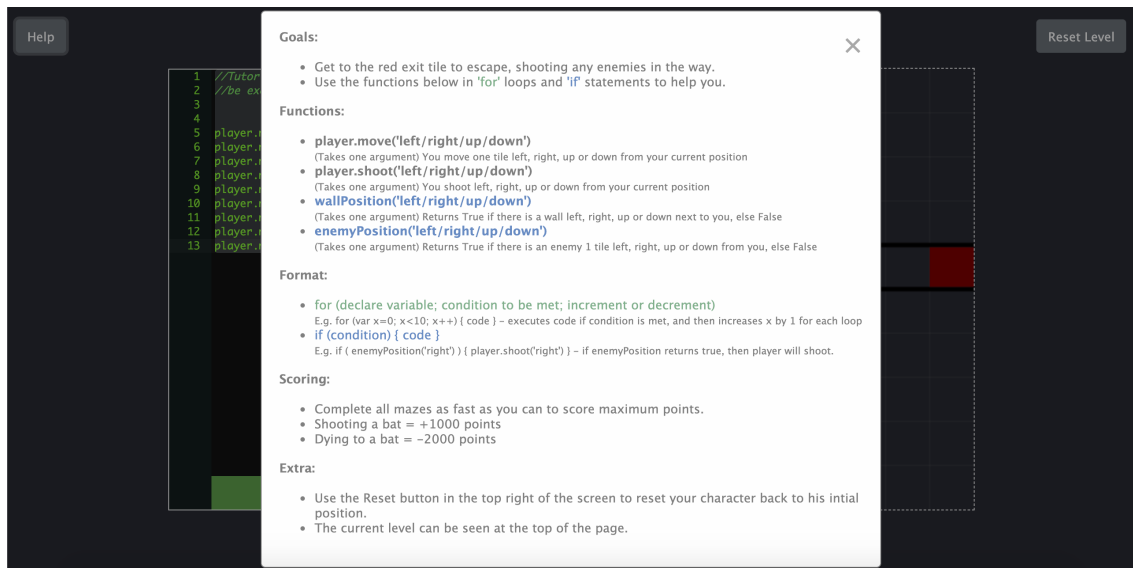 Help
Reset Level
Goals:
• Get to the red exit tile to escape, shooting any enemies in the way.
• Use the functions below in 'for' loops and 'if' statements to help you.
Functions:
• player.move('left/right/up/down')
(Takes one argument) You move one tile left, right, up or down from your current position
• player.shoot('left/right/up/down')
(Takes one argument) You shoot left, right, up or down from your current position
• wallPosition('left/right/up/down')
(Takes one argument) Returns True if there is a wall left, right, up or down next to you, else False
• enemyPosition('left/right/up/down')
(Takes one argument) Returns True if there is an enemy 1 tile left, right, up or down from you, else False
Format:
• for (declare variable; condition to be met; increment or decrement)
E.g. for (var x=0; x<10; x++) { code } – executes code if condition is met, and then increases x by 1 for each loop
• if (condition) { code }
E.g. if ( enemyPosition('right') ) { player.shoot('right') } – if enemyPosition returns true, then player will shoot.
Scoring:
• Complete all mazes as fast as you can to score maximum points.
• Shooting a bat = +1000 points
• Dying to a bat = −2000 points
Extra:
• Use the Reset button in the top right of the screen to reset your character back to his intial
position.
• The current level can be seen at the top of the page.
1 //Tutor
2 //be ex
3
4
5 player.
6 player.
7 player.
8 player.
9 player.
10 player.
11 player.
12 player.
13 player.